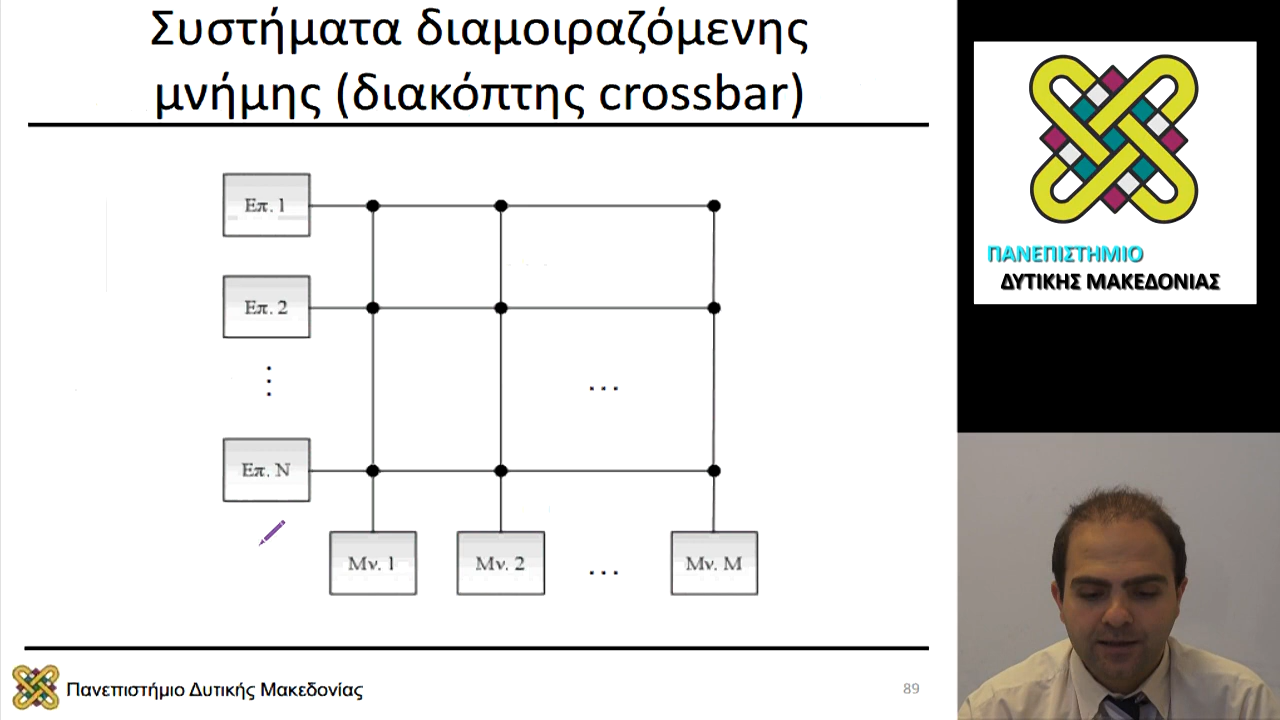 Συστήματα διαμοιραζόμενης
μνήμης (διακόπτης crossbar)
Επ. 1
Επ. 2
Επ. N
Μν. 1
Μν. 2
...
Μν. M
ΠΑΝΕΠΙΣΤΗΜΙΟ
ΔΥΤΙΚΗΣ ΜΑΚΕΔΟΝΙΑΣ
Πανεπιστήμιο Δυτικής Μακεδονίας
89